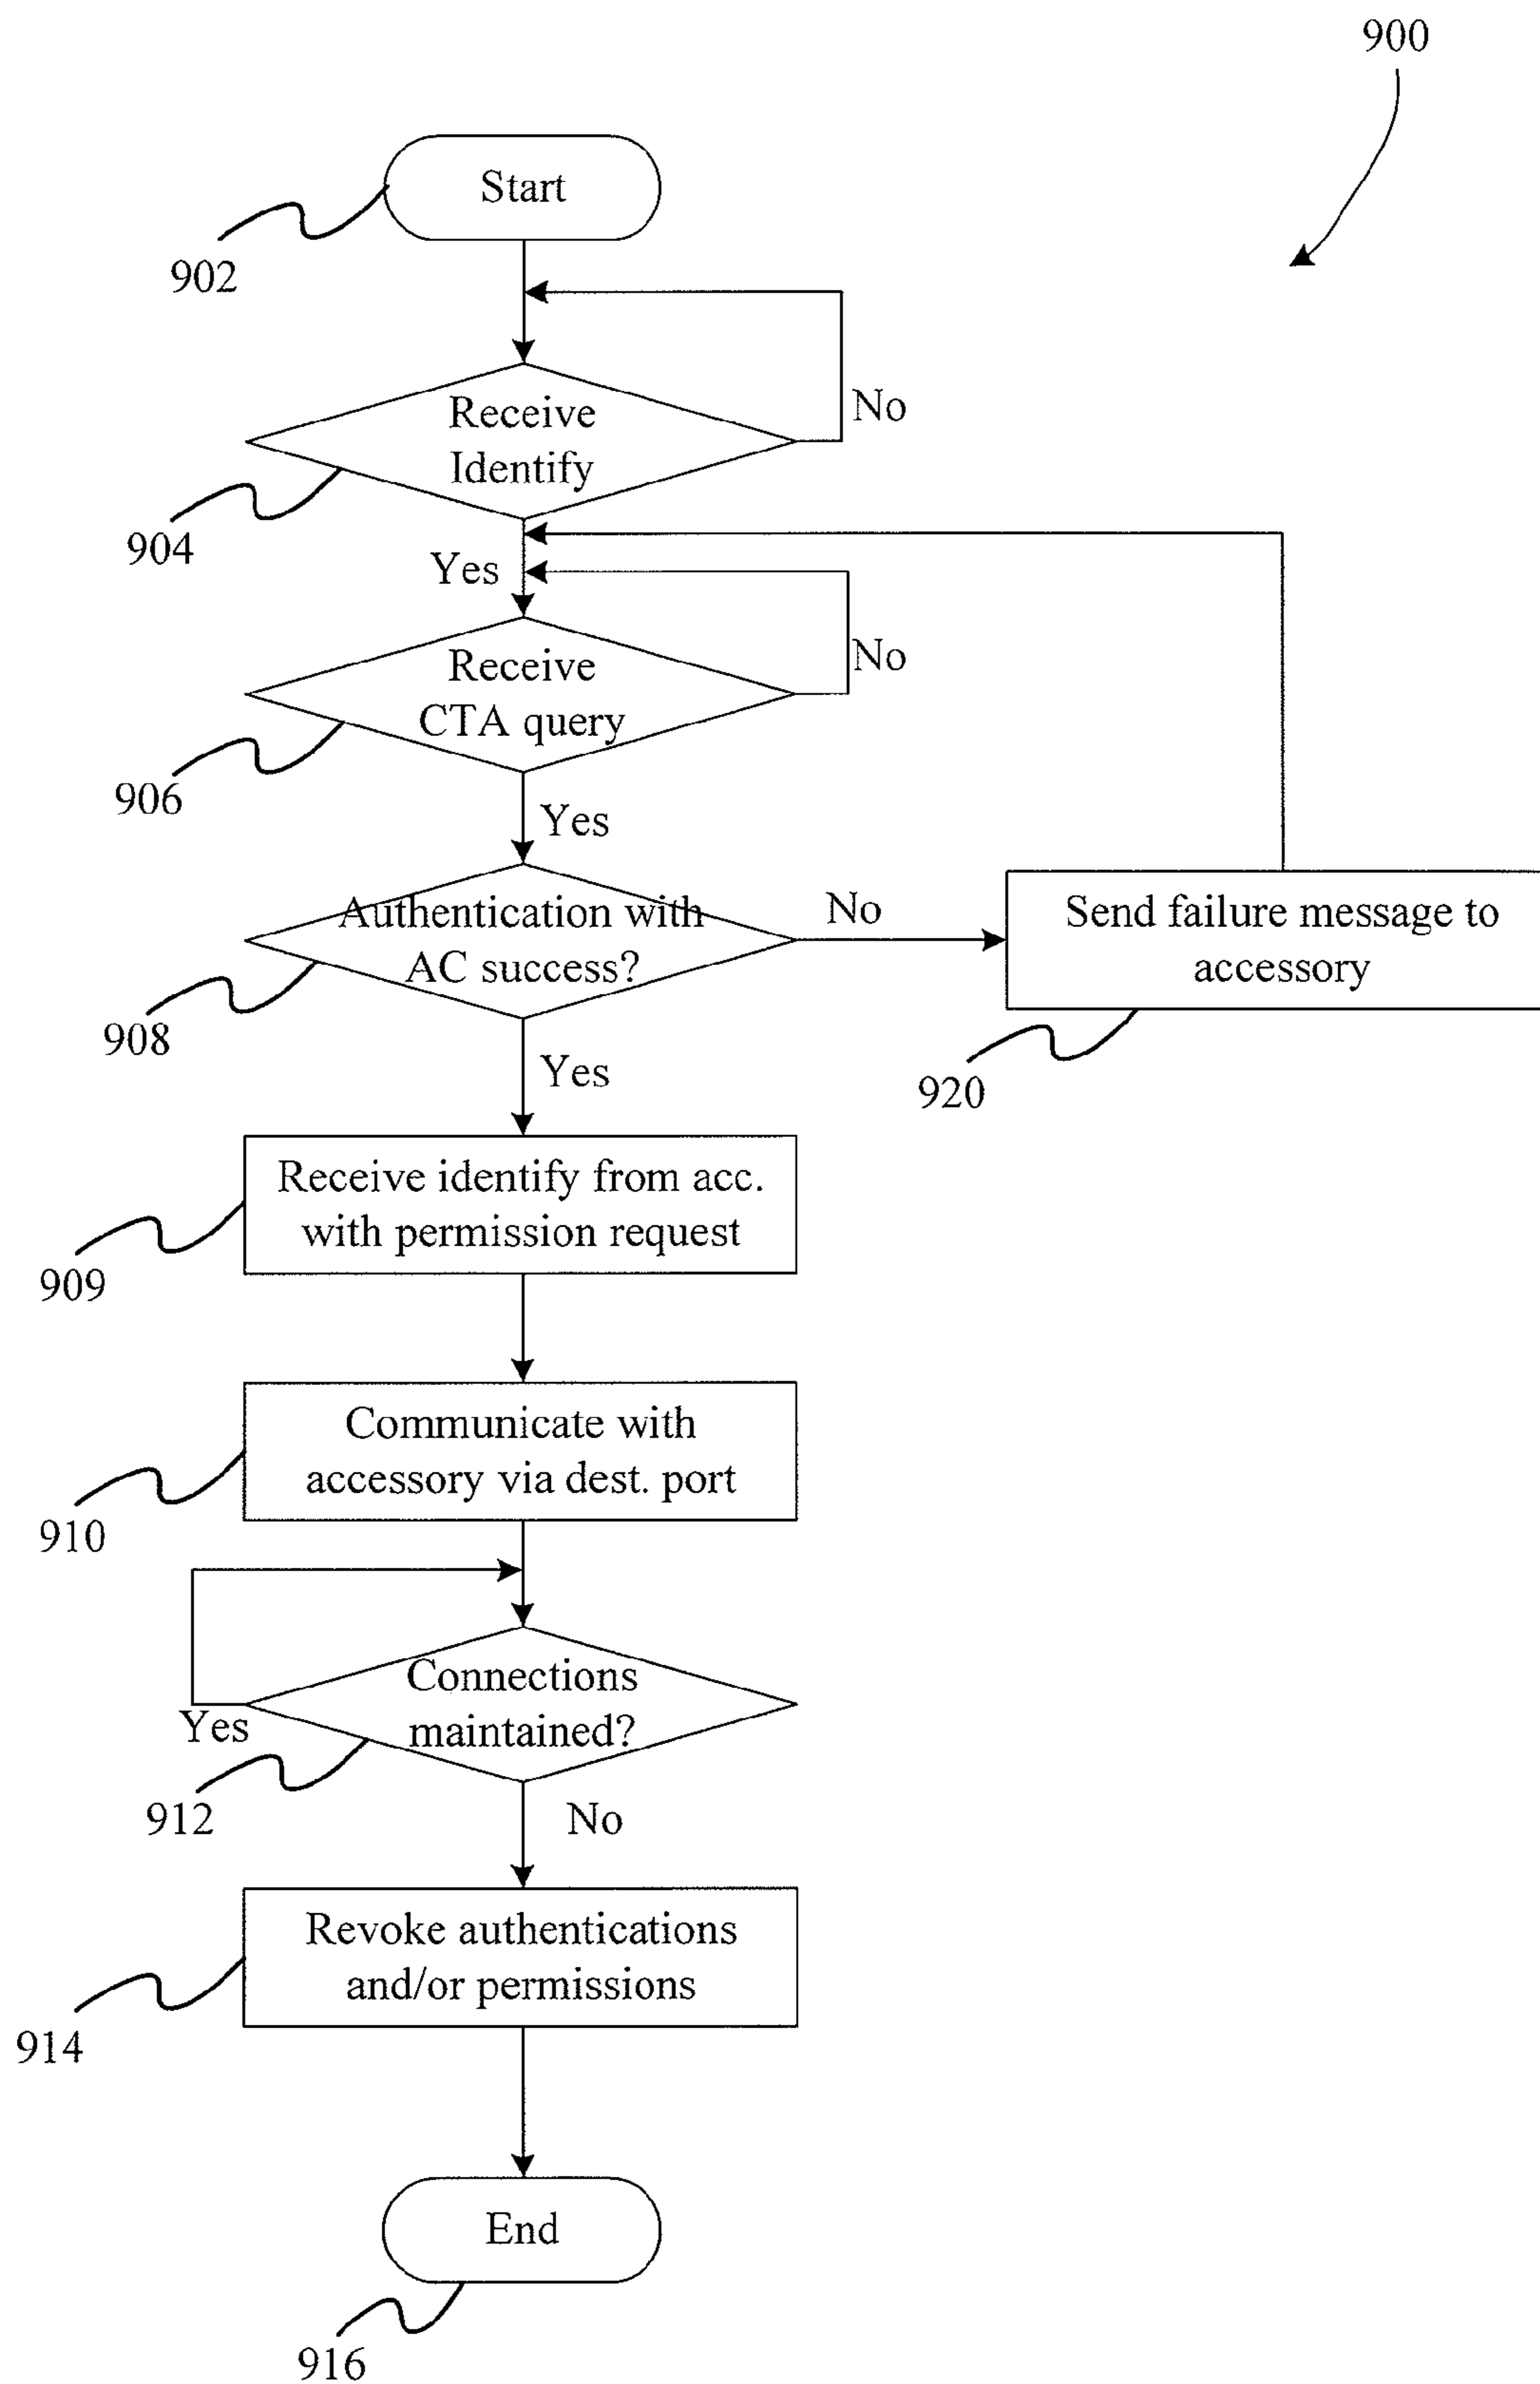 900
Start
902
No
Receive
Identify
904
Yes
No
Receive
CTA query
906
Yes
Authentication with
AC success?
No
Send failure message to
accessory
908
920
Yes
Receive identify from acc.
with permission request
909
Communicate with
accessory via dest. port
910
Connections
maintained?
Yes
912
No
Revoke authentications
and/or permissions
914
End
916